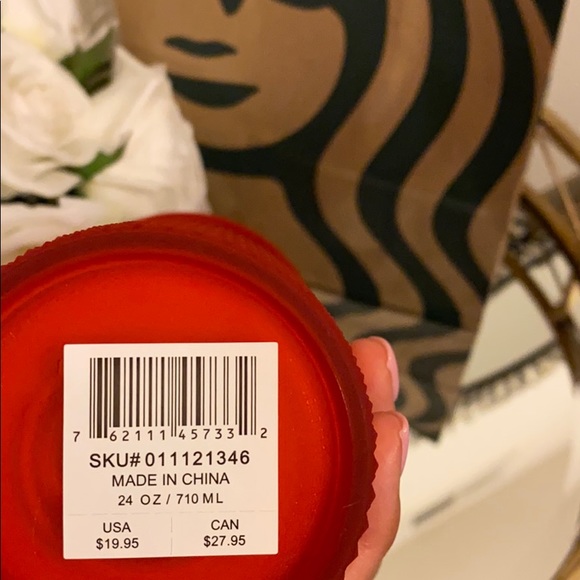 7 62111 45733 2
SKU# 011121346
MADE IN CHINA
24 OZ / 710 ML
USA CAN
$19.95 $27.95